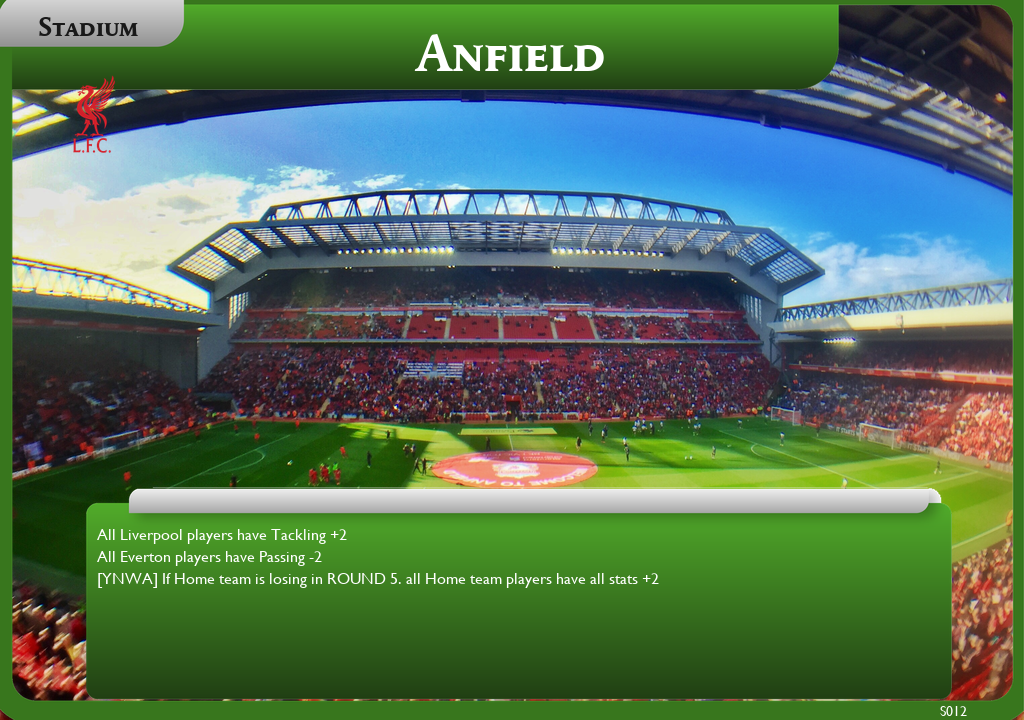 Stadium
Anfield
L.F.C.
All Liverpool players have Tackling +2
All Everton players have Passing -2
[YNWA] If Home team is losing in ROUND 5. all Home team players have all stats +2
S012